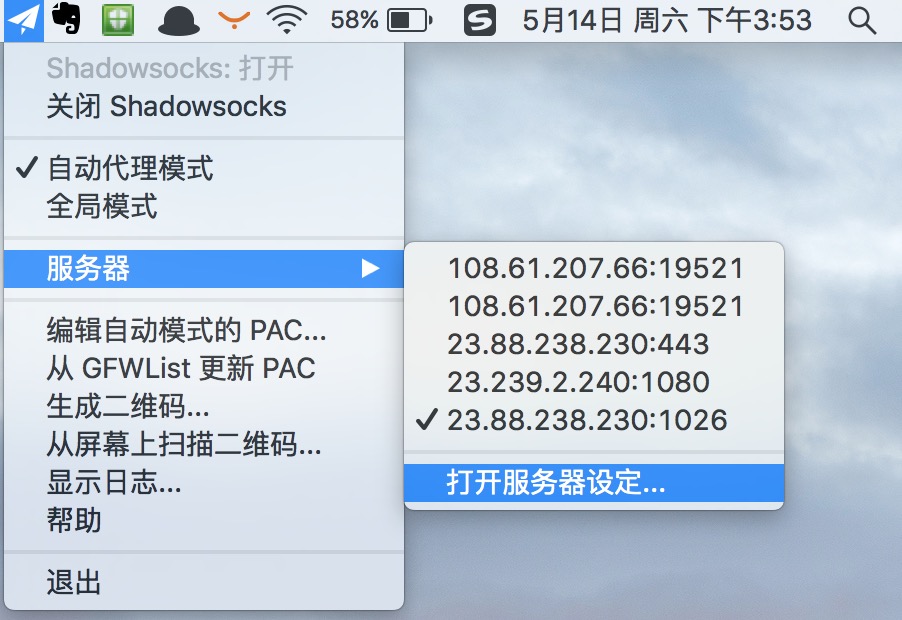 58% 5月14日 周六 下午3:53
Shadowsocks: 打开
关闭 Shadowsocks
自动代理模式
全局模式
服务器
108.61.207.66:19521
108.61.207.66:19521
23.88.238.230:443
23.239.2.240:1080
23.88.238.230:1026
打开服务器设定...
编辑自动模式的 PAC...
从 GFWList 更新 PAC
生成二维码...
从屏幕上扫描二维码...
显示日志...
帮助
退出